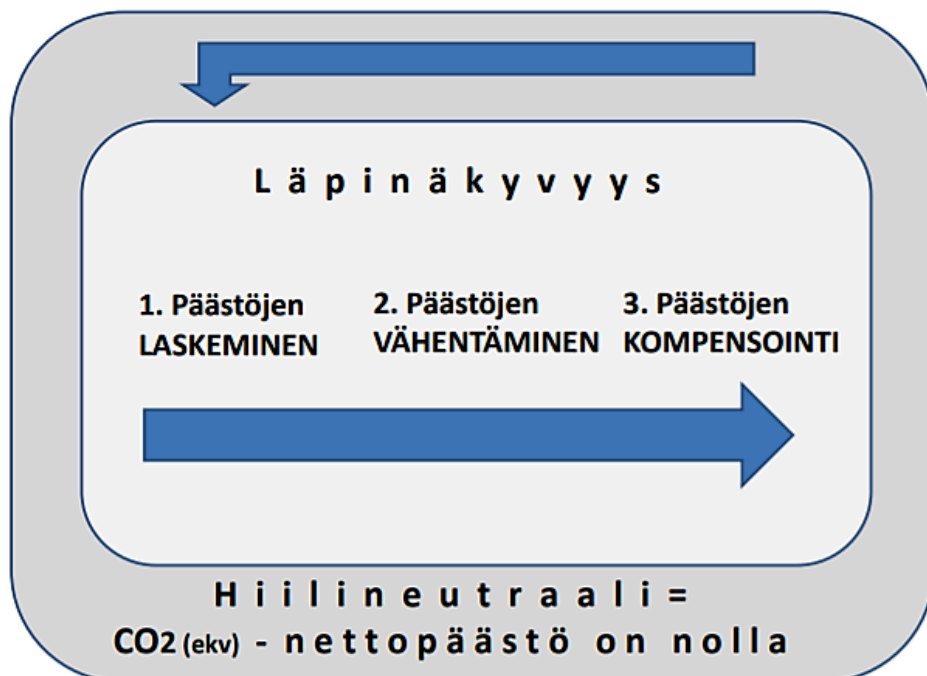 Läpinäkyvyys
1. Päästöjen 2. Päästöjen 3. Päästöjen
LASKEMINEN VÄHENTÄMINEN KOMPENSOINTI
Hiilineutraali=
CO2 (ekv) - nettopäästö on nolla